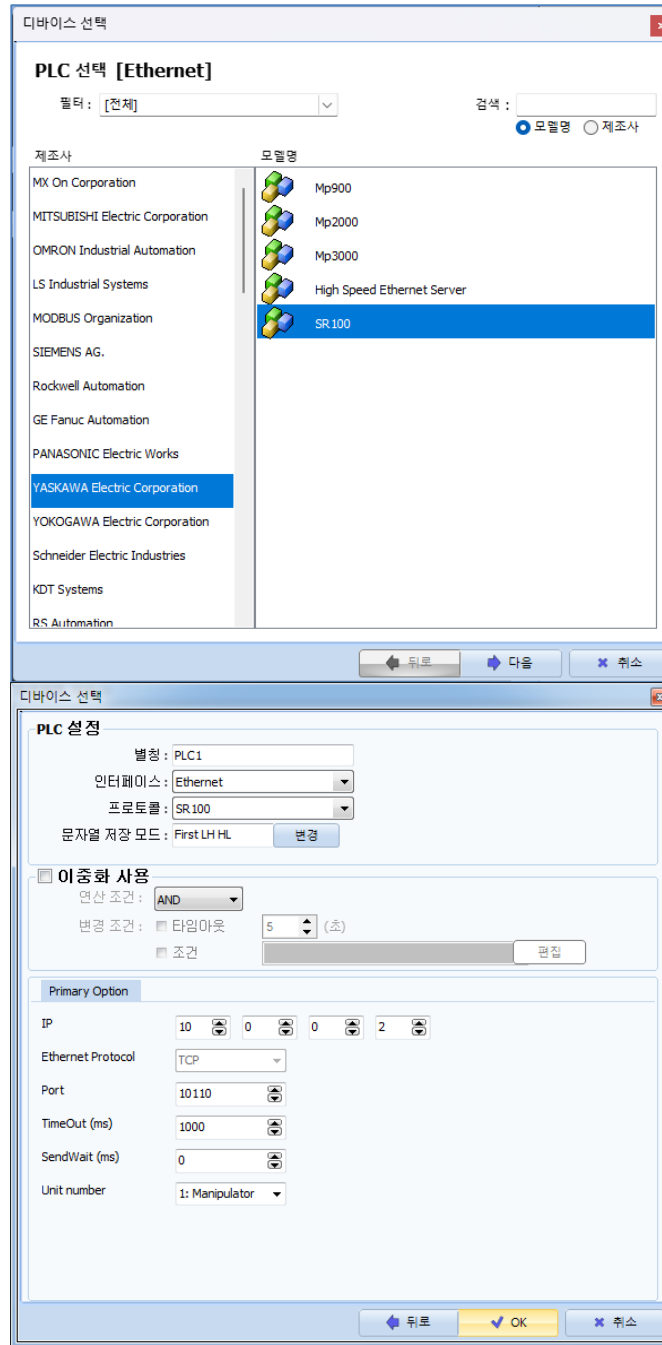 디바이스 선택
PLC 선택 [Ethernet]
필터 : [전체] 검색 :
모델명 제조사
제조사 모델명
MX On Corporation
MITSUBISHI Electric Corporation
OMRON Industrial Automation
LS Industrial Systems
MODBUS Organization
SIEMENS AG.
Rockwell Automation
GE Fanuc Automation
PANASONIC Electric Works
YASKAWA Electric Corporation
YOKOGAWA Electric Corporation
Schneider Electric Industries
KDT Systems
RS Automation
Mp900
Mp2000
Mp3000
High Speed Ethernet Server
SR100
뒤로 다음 취소
디바이스 선택
PLC 설정
별칭 : PLC1
인터페이스 : Ethernet
프로토콜 : SR100
문자열 저장 모드 : First LH HL 변경
이중화 사용
연산 조건 : AND
변경 조건 : 타임아웃 5 (초)
조건 편집
Primary Option
IP 10 0 0 2
Ethernet Protocol TCP
Port 10110
TimeOut (ms) 1000
SendWait (ms) 0
Unit number 1: Manipulator
뒤로 OK 취소